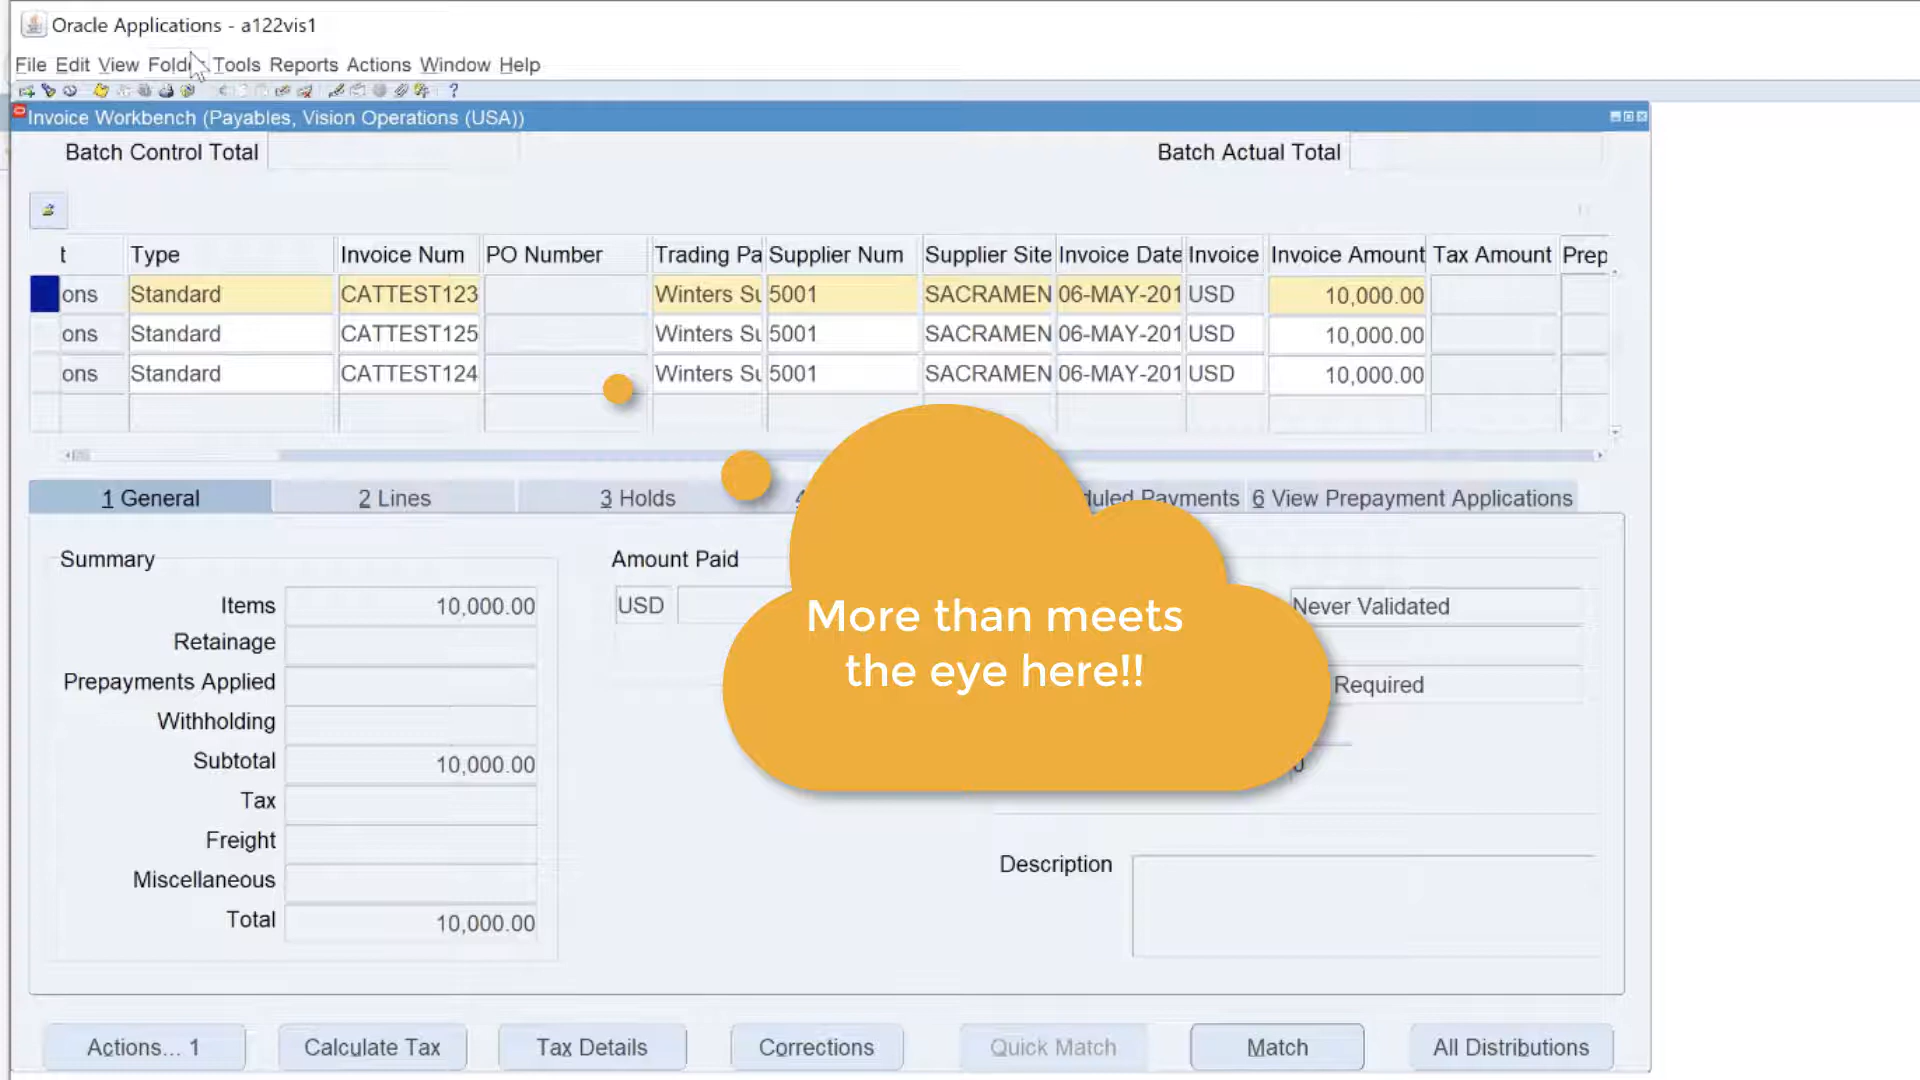 Oracle Applications - a122vis1
File Edit View Folder Tools Reports Actions Window Help
Invoice Workbench (Payables, Vision Operations (USA))
Batch Control Total
Batch Actual Total
t Type Invoice Num PO Number Trading Pa Supplier Num Supplier Site Invoice Date Invoice Invoice Amount Tax Amount Prep
ons Standard CATTEST123 Winters Su 5001 SACRAMEN 06-MAY-201 USD 10,000.00
ons Standard CATTEST125 Winters Su 5001 SACRAMEN 06-MAY-201 USD 10,000.00
ons Standard CATTEST124 Winters Su 5001 SACRAMEN 06-MAY-201 USD 10,000.00
1 General 2 Lines 3 Holds 4 duled Payments 6 View Prepayment Applications
Summary
Items 10,000.00
Retainage
Prepayments Applied
Withholding
Subtotal 10,000.00
Tax
Freight
Miscellaneous
Total 10,000.00
Amount Paid
USD
More than meets
the eye here!!
Never Validated
Required
0
Description
Actions... 1 Calculate Tax Tax Details Corrections Quick Match Match All Distributions